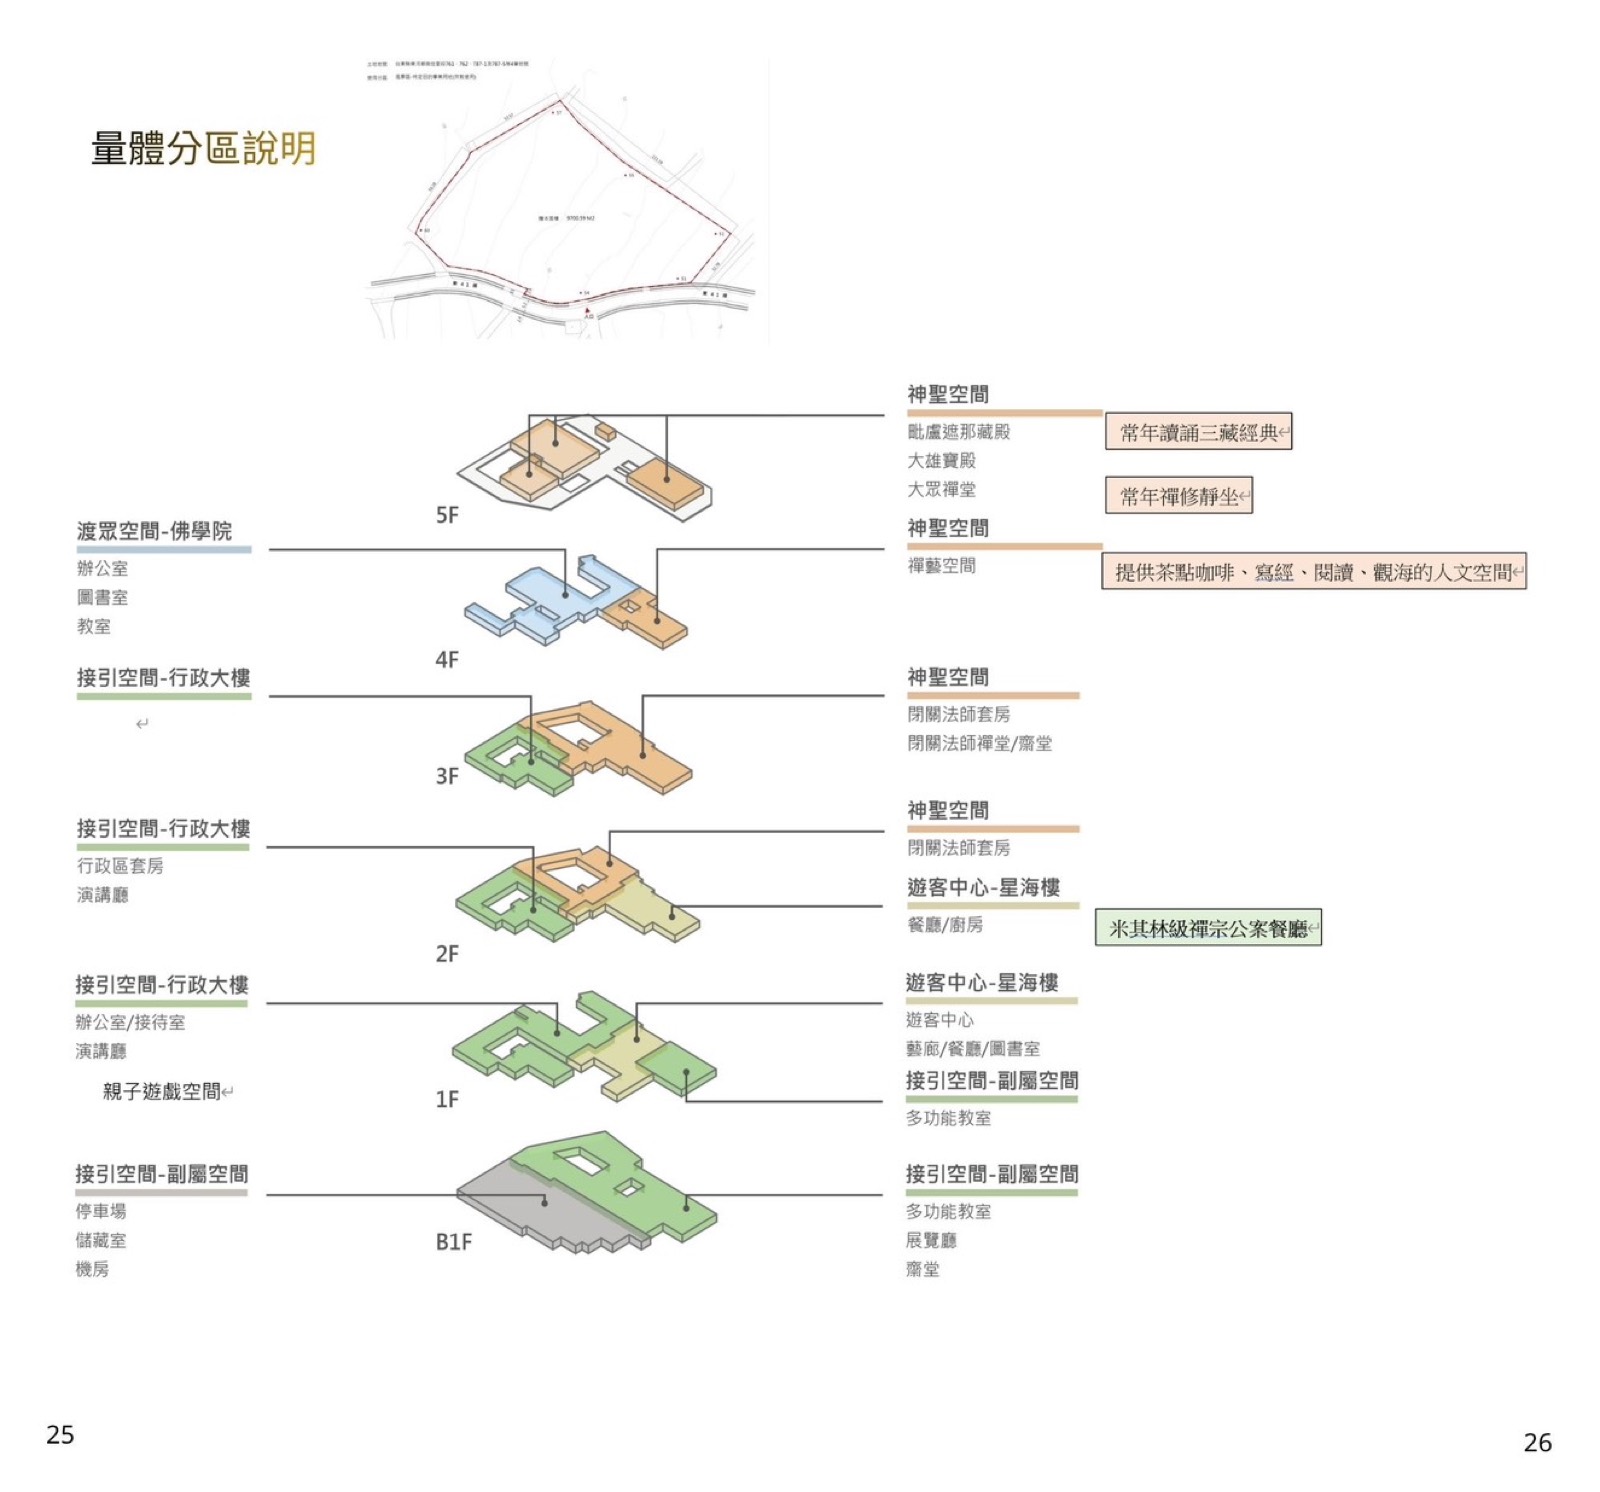 量體分區說明
神聖空間
毗盧遮那藏殿
常年讀誦三藏經典
大雄寶殿
大眾禪堂
常年禪修靜坐
5F
渡眾空間-佛學院
辦公室
圖書室
教室
神聖空間
禪藝空間
提供茶點咖啡、寫經、閱讀、觀海的人文空間
4F
接引空間-行政大樓
神聖空間
閉關法師套房
閉關法師禪堂/齋堂
3F
接引空間-行政大樓
行政區套房
演講廳
神聖空間
閉關法師套房
遊客中心-星海樓
餐廳/廚房
米其林級禪宗公案餐廳
2F
接引空間-行政大樓
辦公室/接待室
演講廳
親子遊戲空間
遊客中心-星海樓
遊客中心
藝廊/餐廳/圖書室
接引空間-副屬空間
多功能教室
1F
接引空間-副屬空間
停車場
儲藏室
機房
接引空間-副屬空間
多功能教室
展覽廳
齋堂
B1F
25
26